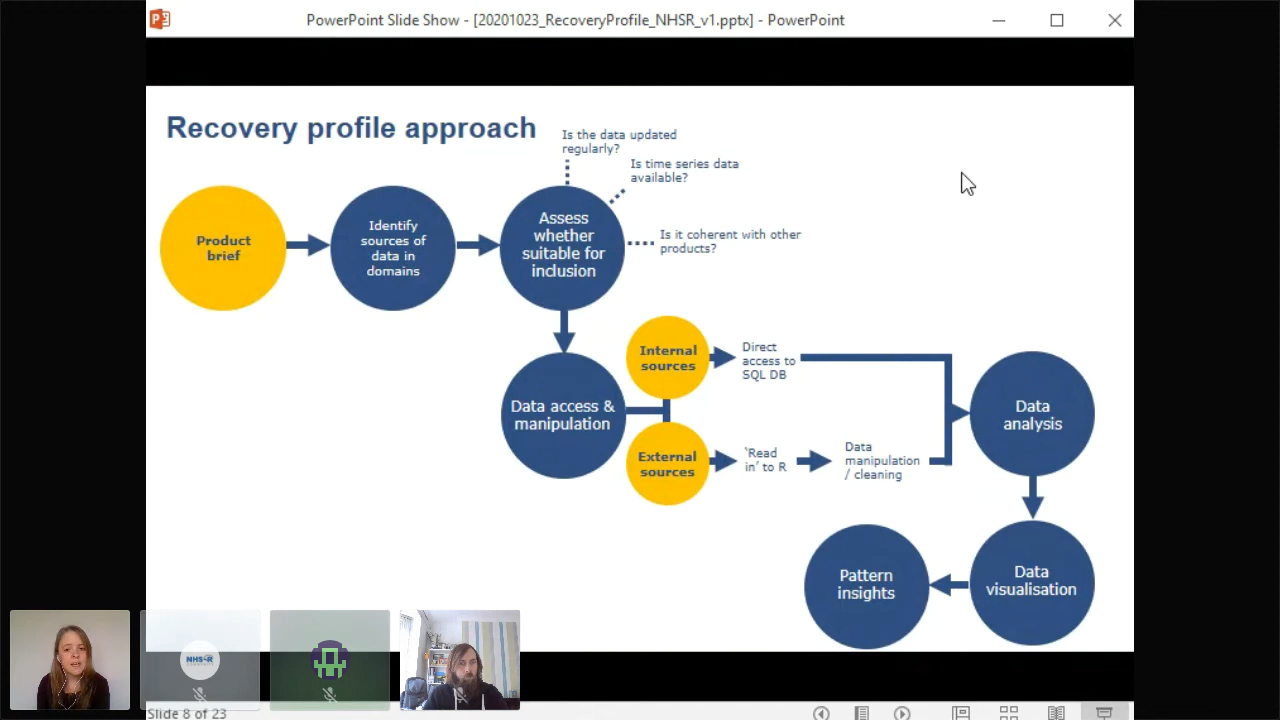 PowerPoint Slide Show - [20201023_RecoveryProfile_NHSR_v1.pptx] - PowerPoint
Recovery profile approach
Is the data updated
regularly?
Is time series data
available?
Product
brief
Identify
sources of
data in
domains
Assess
whether
suitable for
inclusion
Is it coherent with other
products?
Internal
sources
Direct
access to
SQL DB
Data access &
manipulation
External
sources
'Read
in' to R
Data
manipulation
/ cleaning
Data
analysis
Data
visualisation
Pattern
insights
NHS-R
Slide 8 of 23